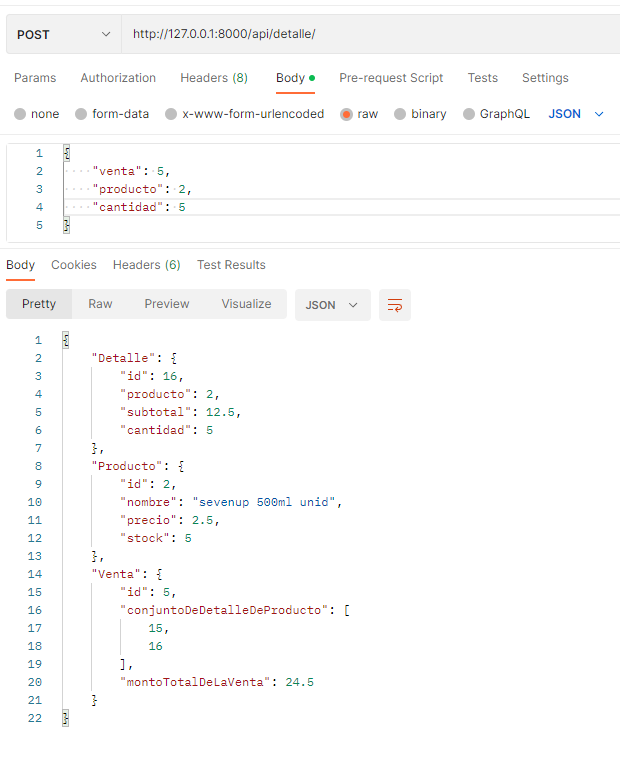 POST http://127.0.0.1:8000/api/detalle/
Params Authorization Headers (8) Body Pre-request Script Tests Settings
none form-data x-www-form-urlencoded raw binary GraphQL JSON
1 {
2 "venta": 5,
3 "producto": 2,
4 "cantidad": 5
5 }
Body Cookies Headers (6) Test Results
Pretty Raw Preview Visualize JSON
1 {
2 "Detalle": {
3 "id": 16,
4 "producto": 2,
5 "subtotal": 12.5,
6 "cantidad": 5
7 },
8 "Producto": {
9 "id": 2,
10 "nombre": "sevenup 500ml unid",
11 "precio": 2.5,
12 "stock": 5
13 },
14 "Venta": {
15 "id": 5,
16 "conjuntoDeDetalleDeProducto": [
17 15,
18 16
19 ],
20 "montoTotalDeLaVenta": 24.5
21 }
22 }